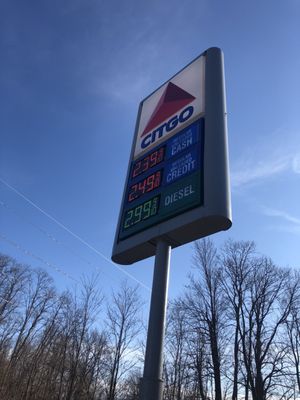 CITGO
2.39 CASH
2.49 CREDIT
2.99 DIESEL